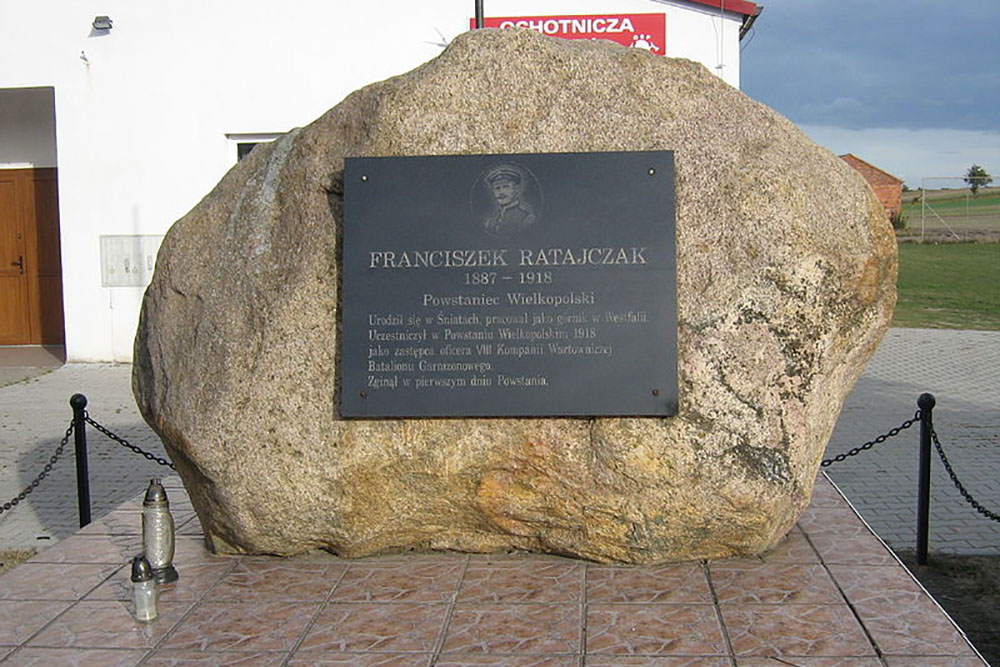 OCHOTNICZA
FRANCISZEK RATAJCZAK
1887 - 1918
Powstaniec Wielkopolski
Urodził się w Śniatach, pracował jako górnik w Westfalii.
Uczestniczył w Powstaniu Wielkopolskim 1918
jako zastępca oficera VIII Kompanii Wartowniczej
Batalionu Garnizonowego.
Zginął w pierwszym dniu Powstania.